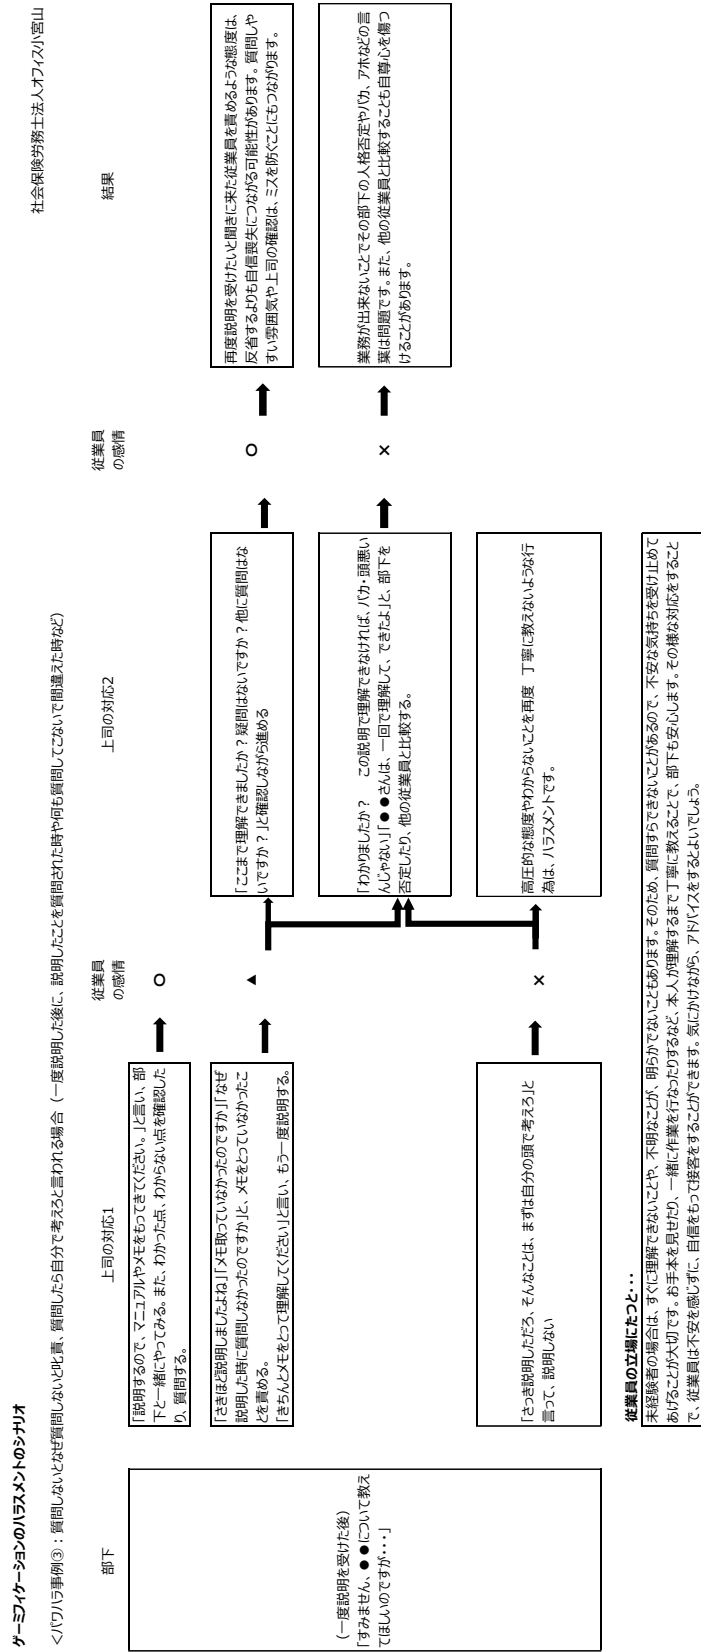 社会保険労務士法人オフィス小宮山
ゲーミフィケーションのハラスメントのシナリオ
＜パワハラ事例③：質問しないとなぜ質問しないと叱責、質問したら自分で考えろと言われる場合（一度説明した後に、説明したことを質問された時や何も質問してこないで間違えた時など）
部下
上司の対応1
従業員
の感情
上司の対応2
従業員
の感情
結果
（一度説明を受けた後）
「すみません、●●について教え
てほしいのですが・・・」
「説明するので、マニュアルやメモをもってきてください。」と言い、部
下と一緒にやってみる。また、わかった点、わからない点を確認した
り、質問する。
○
「さきほど説明しましたよね」「メモ取っていなかったのですか」「なぜ
説明した時に質問しなかったのですか」と、メモをとっていなかったこ
とを責める。
「きちんとメモをとって理解してください」と言い、もう一度説明する。
▲
「さっき説明しただろ、そんなことは、まずは自分の頭で考えろ」と
言って、説明しない
×
「ここまで理解できましたか？疑問はないですか？他に質問はな
いですか？」と確認しながら進める
○
再度説明を受けたいと聞きに来た従業員を責めるような態度は、
反省するよりも自信喪失につながる可能性があります。質問しや
すい雰囲気や上司の確認は、ミスを防ぐことにもつながります。
「わかりましたか？　この説明で理解できなければ、バカ・頭悪い
んじゃない」「●●さんは、一回で理解して、できたよ」と、部下を
否定したり、他の従業員と比較する。
×
業務が出来ないことでその部下の人格否定やバカ、アホなどの言
葉は問題です。また、他の従業員と比較することも自尊心を傷つ
けることがあります。
高圧的な態度やわからないことを再度　丁寧に教えないような行
為は、ハラスメントです。
従業員の立場にたつと・・・
未経験者の場合は、すぐに理解できないことや、不明なことが、明らかでないこともあります。そのため、質問すらできないことがあるので、不安な気持ちを受け止めて
あげることが大切です。お手本を見せたり、一緒に作業を行なったりするなど、本人が理解するまで丁寧に教えることで、部下も安心します。その様な対応をすること
で、従業員は不安を感じずに、自信をもって接客をすることができます。気にかけながら、アドバイスをするとよいでしょう。